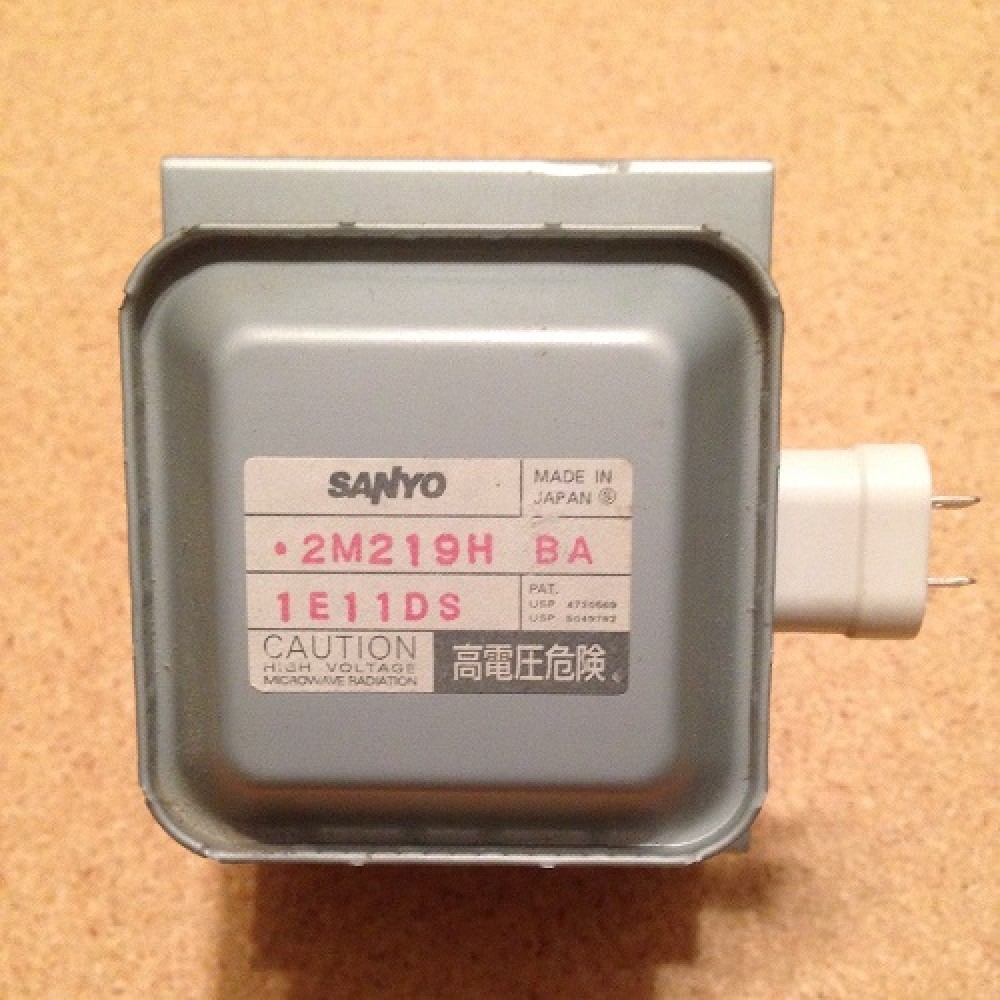 SANYO
MADE IN
JAPAN Ⓢ
•2M219H BA
1E11DS
PAT.
USP
USP
CAUTION
HIGH VOLTAGE
MICROWAVE RADIATION
高電圧危険